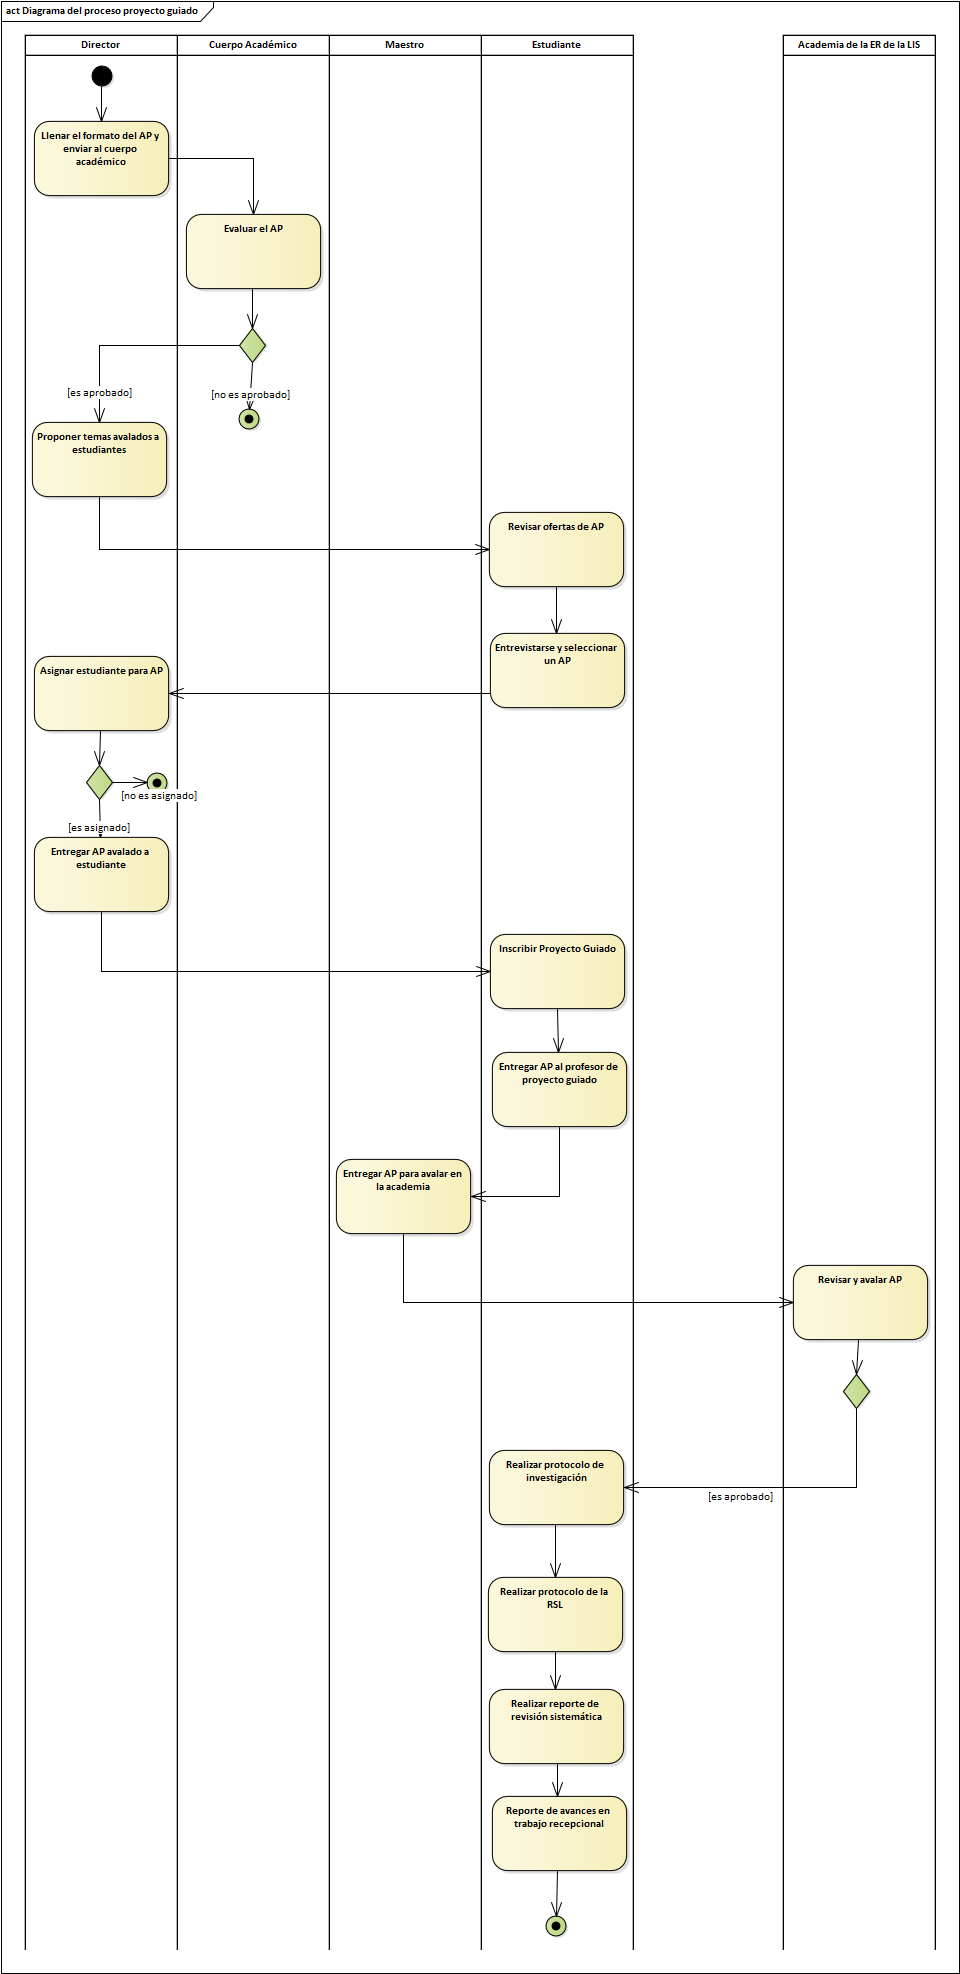 act Diagrama del proceso proyecto guiado
Director
Cuerpo Académico
Maestro
Estudiante
Academia de la ER de la LIS
Llenar el formato del AP y
enviar al cuerpo
académico
Evaluar el AP
[es aprobado]
[no es aprobado]
Proponer temas avalados a
estudiantes
Revisar ofertas de AP
Entrevistarse y seleccionar
un AP
Asignar estudiante para AP
[no es asignado]
[es asignado]
Entregar AP avalado a
estudiante
Inscribir Proyecto Guiado
Entregar AP al profesor de
proyecto guiado
Entregar AP para avalar en
la academia
Revisar y avalar AP
Realizar protocolo de
investigación
[es aprobado]
Realizar protocolo de la
RSL
Realizar reporte de
revisión sistemática
Reporte de avances en
trabajo recepcional